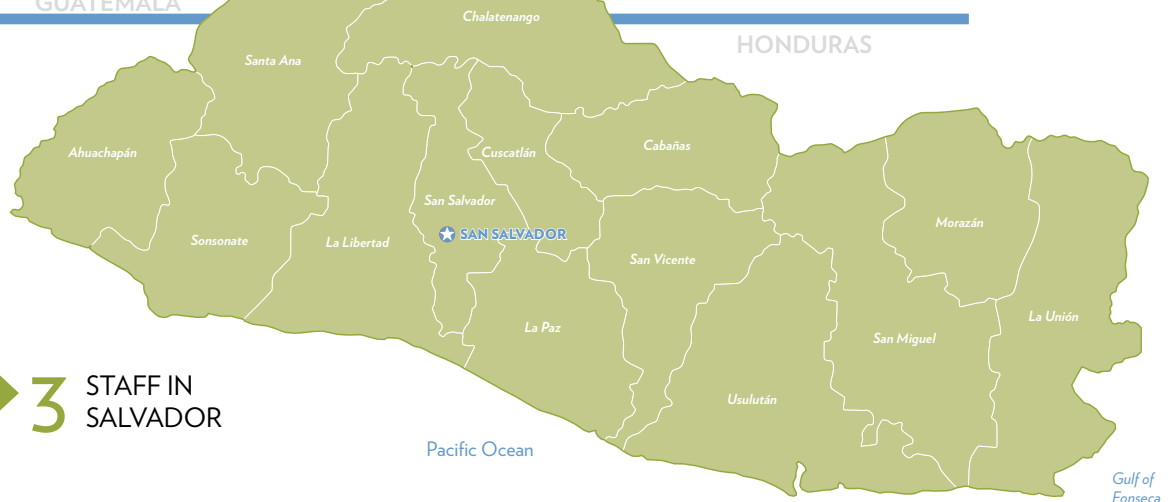 GUATEMALA
Chalatenango
HONDURAS
Santa Ana
Ahuachapán
Cabañas
Cuscatlán
San Salvador
Morazán
SAN SALVADOR
Sonsonate
La Libertad
San Vicente
La Unión
La Paz
San Miguel
3
STAFF IN
SALVADOR
Usulután
Pacific Ocean
Gulf of
Fonseca